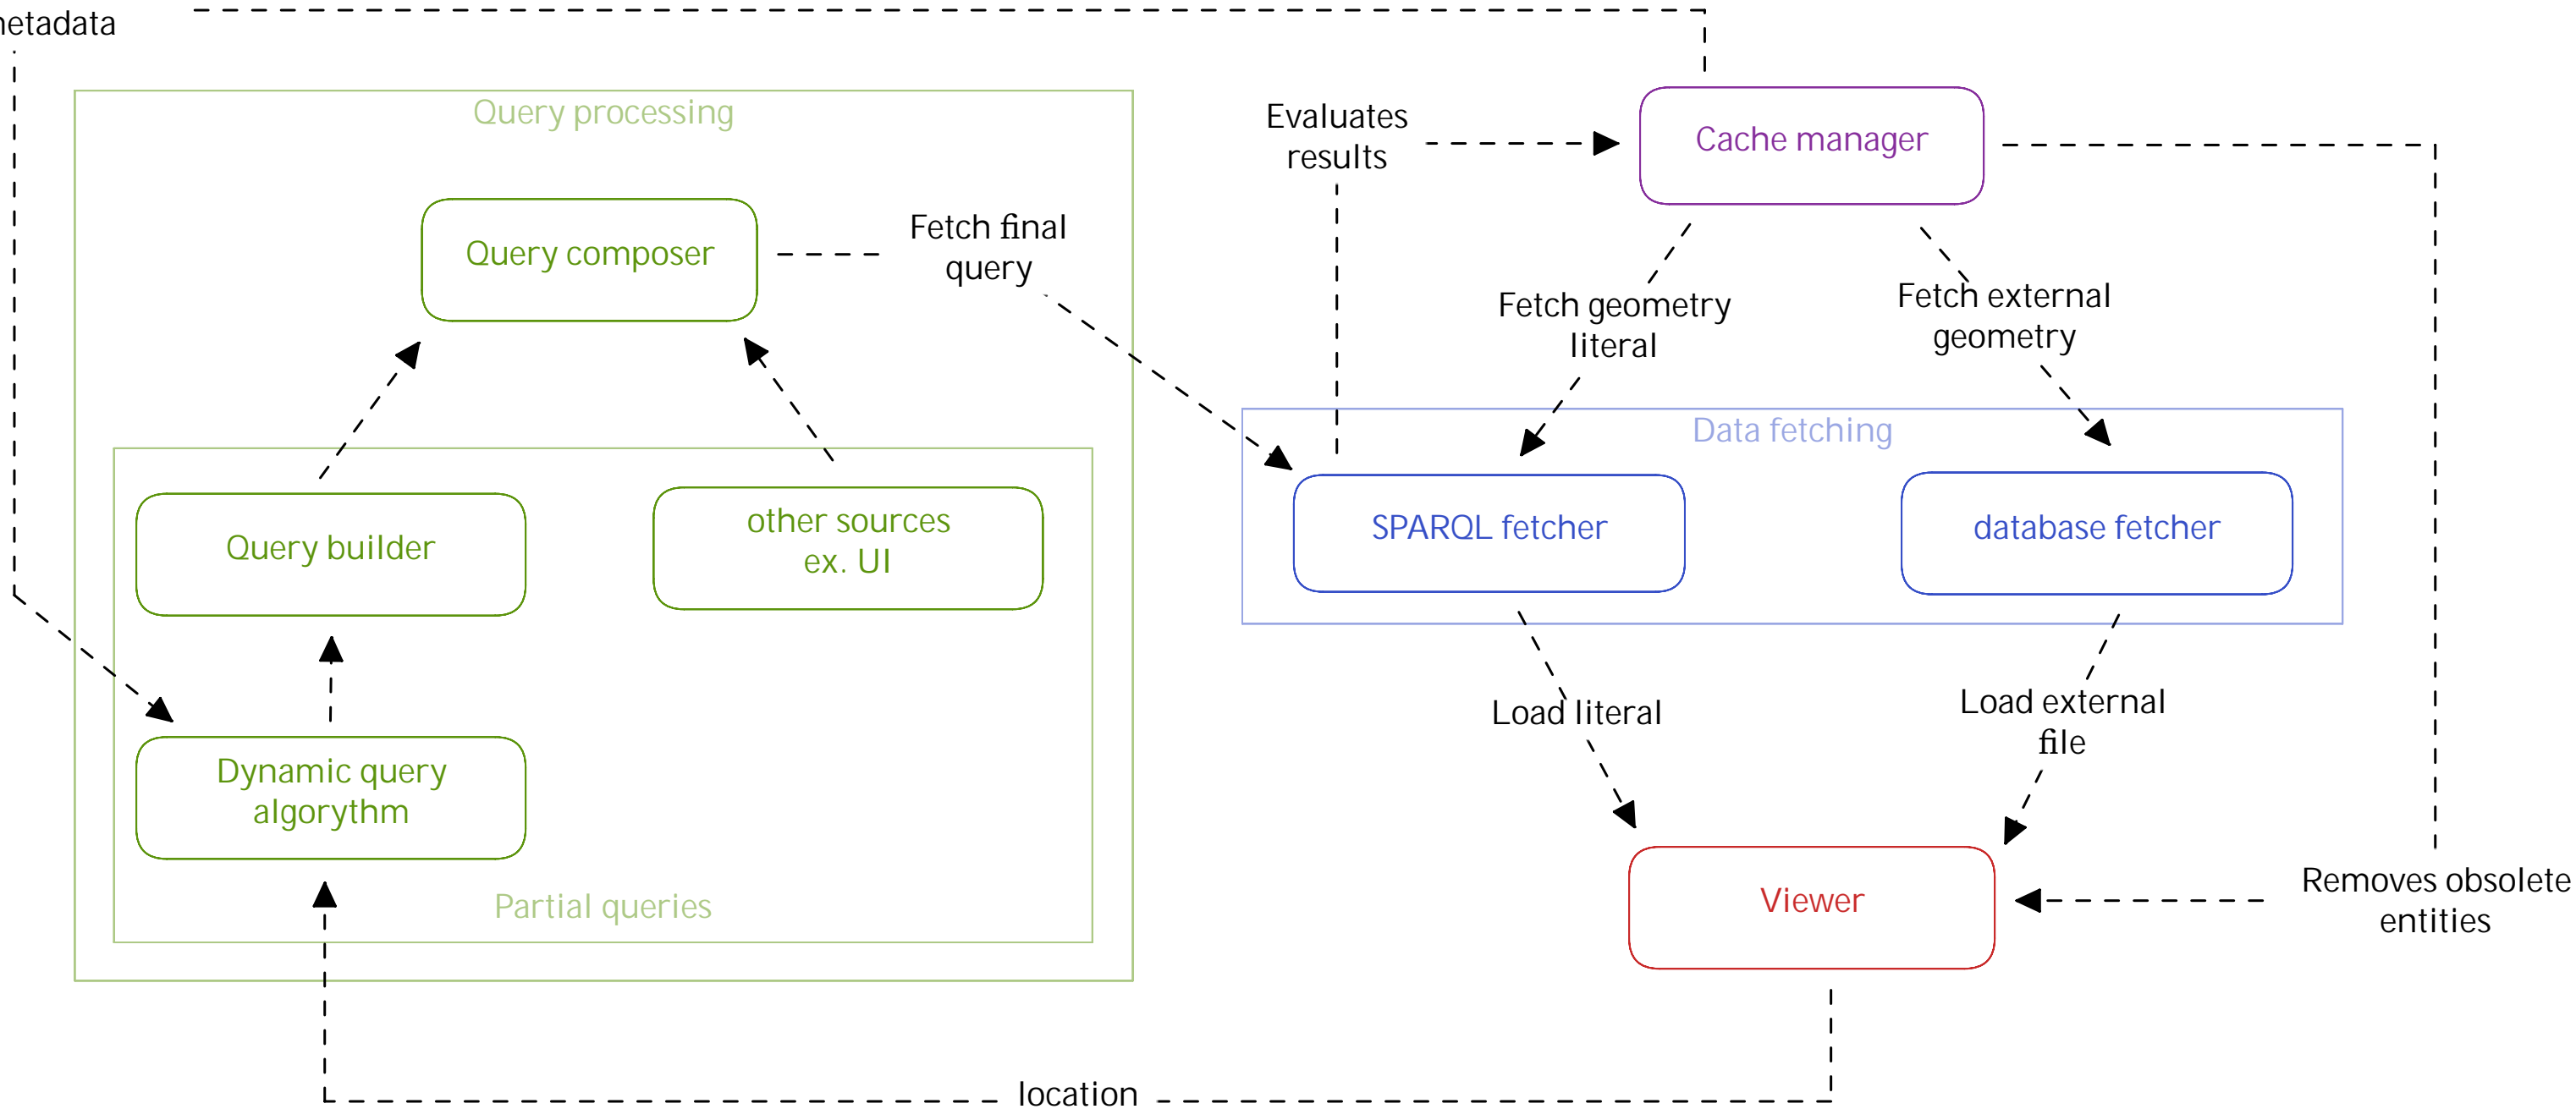 Query processing
Evaluates
results
Cache manager
Fetch final
query
Query composer
Fetch geometry
literal
Fetch external
geometry
Data fetching
Query builder
other sources
ex. UI
SPARQL fetcher
database fetcher
Dynamic query
algorythm
Load literal
Load external
file
Partial queries
Viewer
Removes obsolete
entities
location